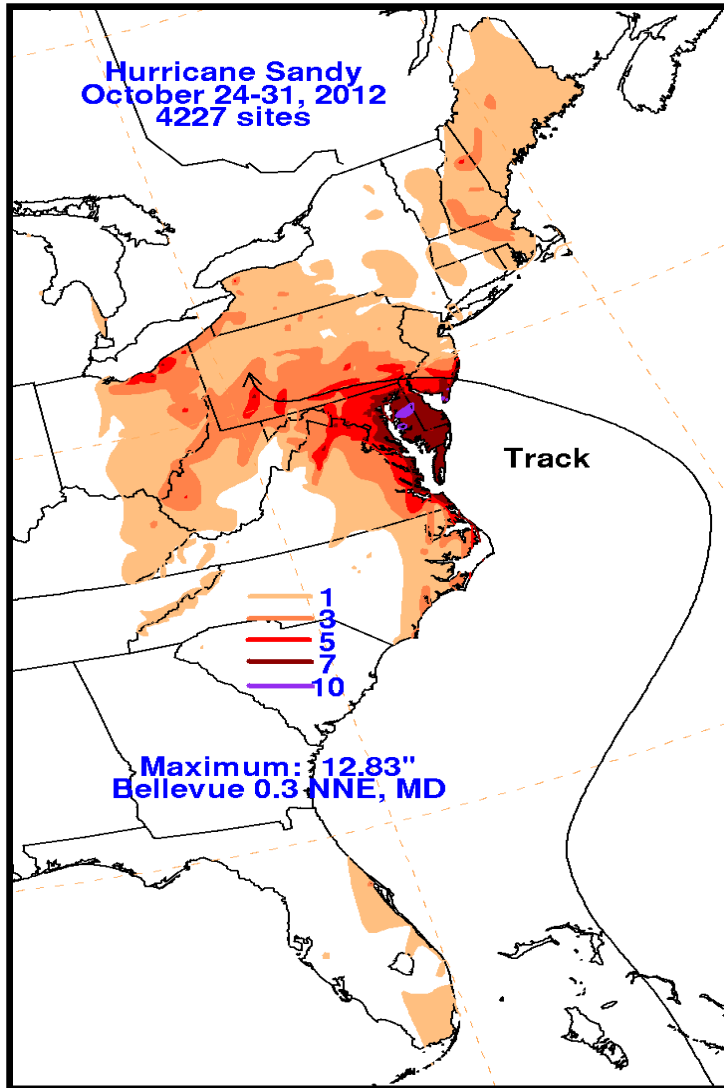 Hurricane Sandy
October 24-31, 2012
4227 sites
Track
1
3
5
7
10
Maximum: 12.83"
Bellevue 0.3 NNE, MD